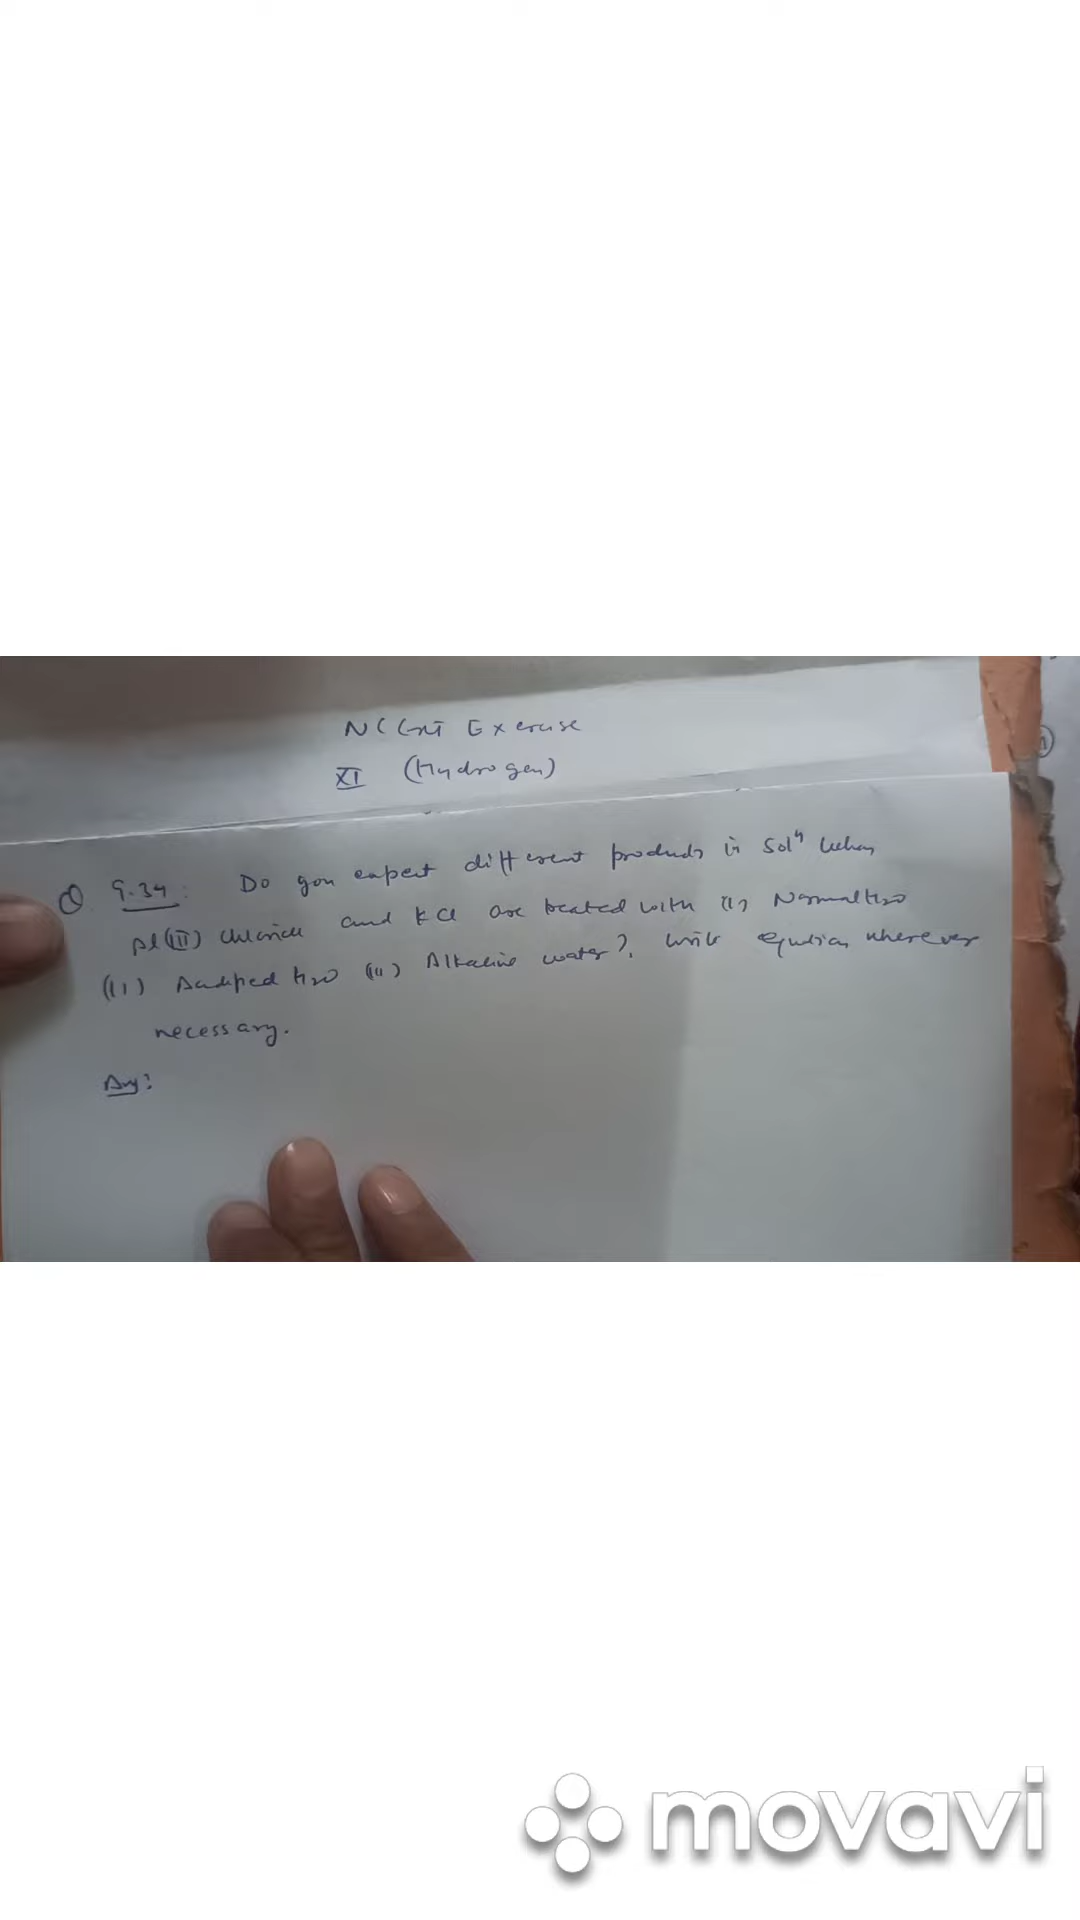 NCERT Exercise
XI (Hydrogen)
Q 9.34: Do you expect different products in Solⁿ when
Al(III) chloride and KCl are treated with (i) Normal H₂O
(ii) Acidified H₂O (iii) Alkaline water?. Write equation wherever
necessary.
Ans:
movavi